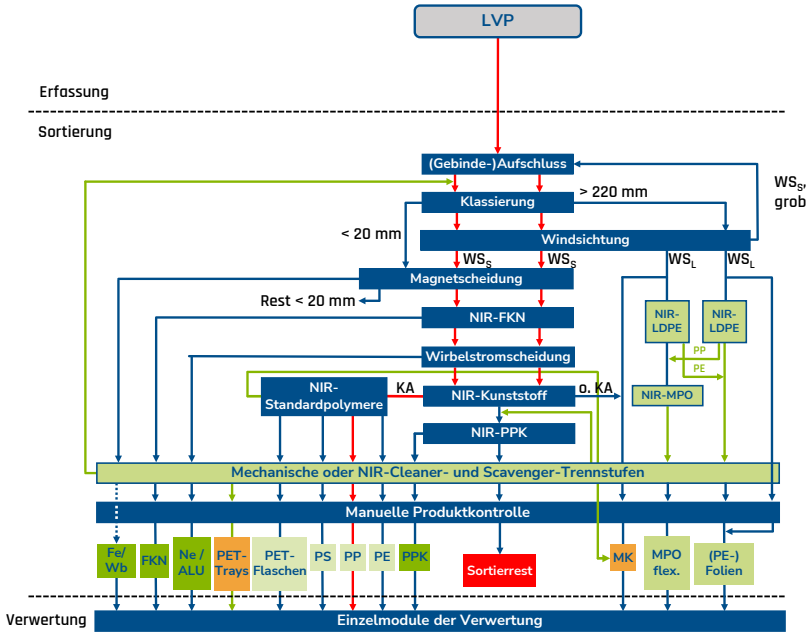 LVP
Erfassung
Sortierung
(Gebinde-)Aufschluss
> 220 mm
WSS,
grob
Klassierung
< 20 mm
Windsichtung
WSS
WSS
WSL
WSL
Magnetscheidung
Rest < 20 mm
NIR-FKN
NIR-
LDPE
NIR-
LDPE
PP
PE
Wirbelstromscheidung
NIR-
Standardpolymere
KA
NIR-Kunststoff
o. KA
NIR-MPO
NIR-PPK
Mechanische oder NIR-Cleaner- und Scavenger-Trennstufen
Manuelle Produktkontrolle
Fe/
Wb
FKN
Ne /
ALU
PET-
Trays
PET-
Flaschen
PS
PP
PE
PPK
Sortierrest
MK
MPO
flex.
(PE-)
Folien
Verwertung
Einzelmodule der Verwertung